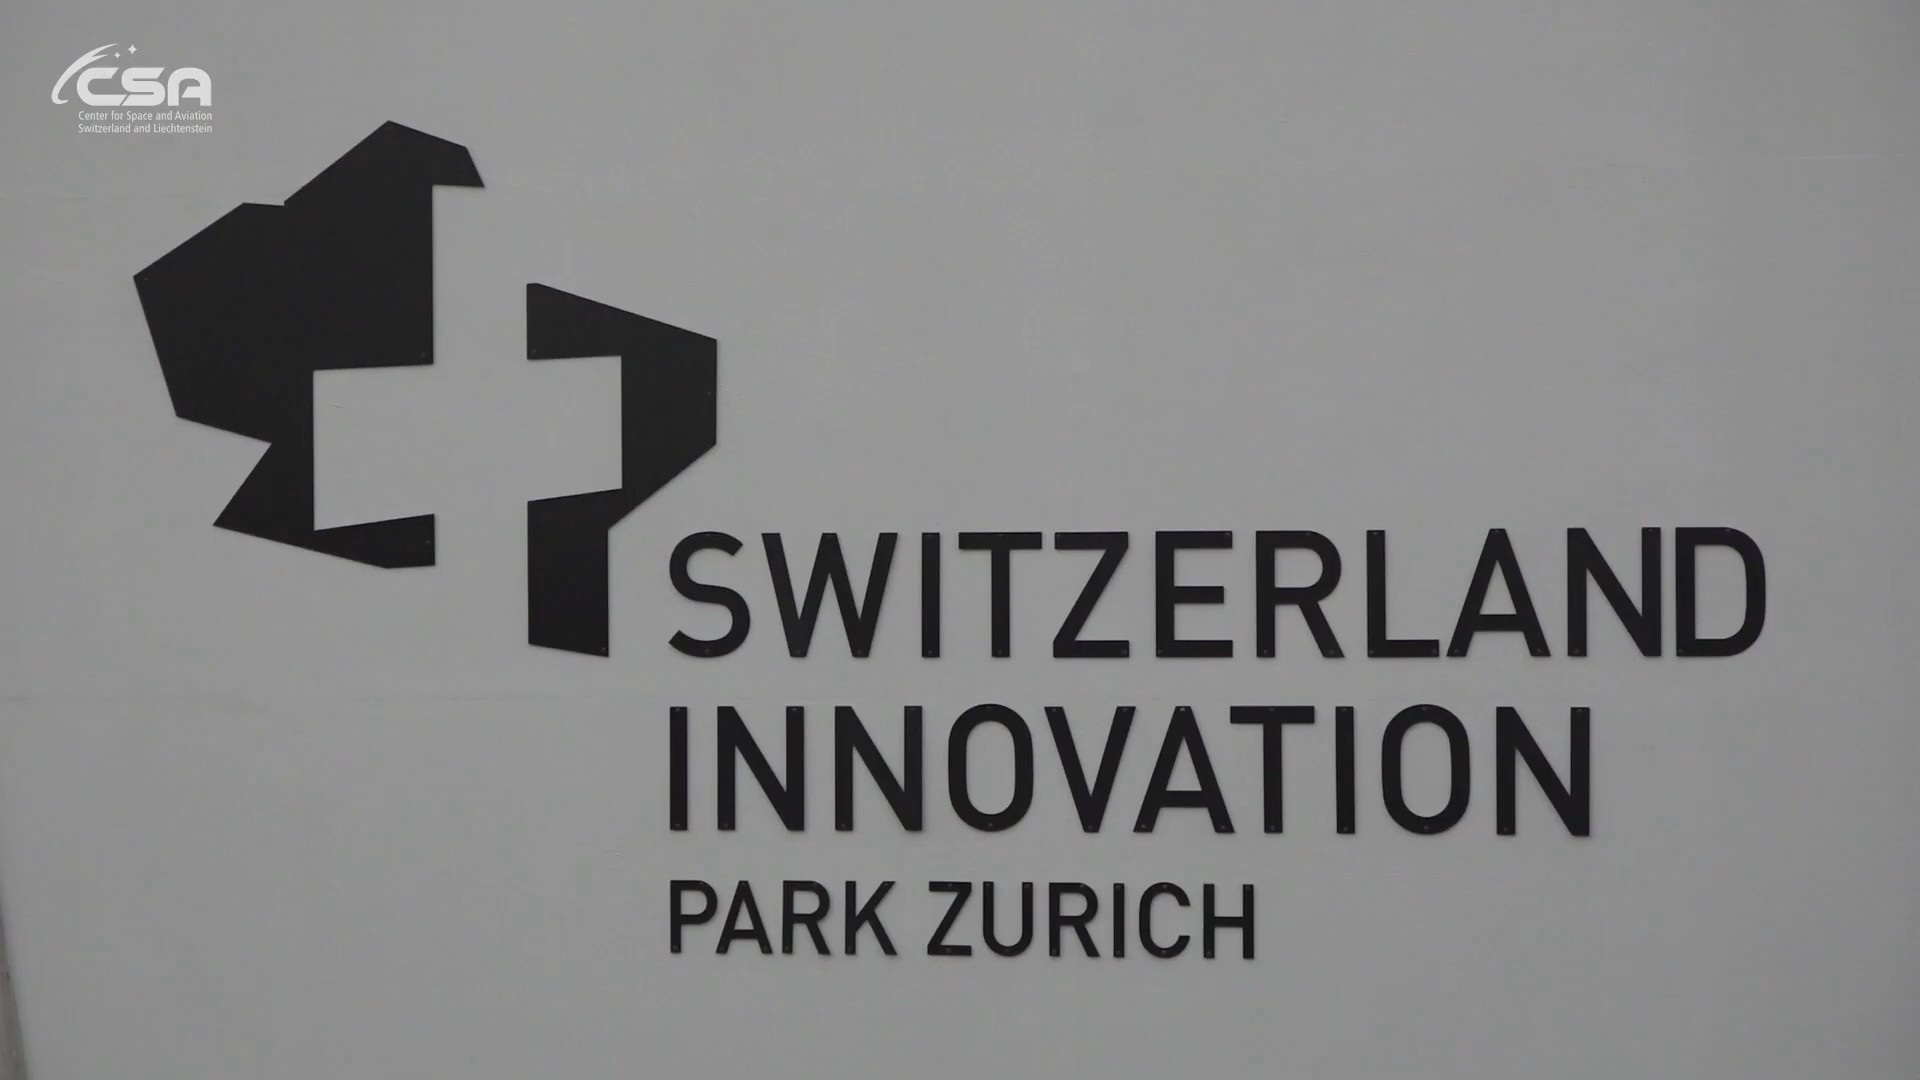 CSA
Center for Space and Aviation
Switzerland and Liechtenstein
SWITZERLAND
INNOVATION
PARK ZURICH